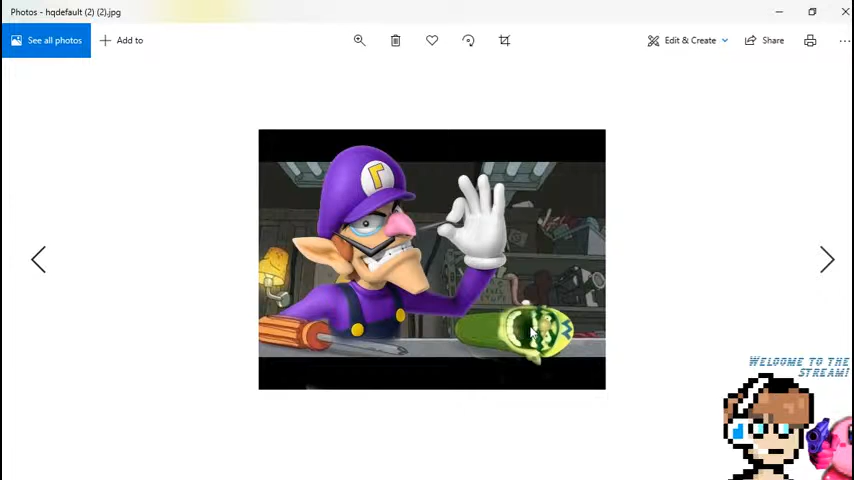 Photos - hqdefault (2) (2).jpg
See all photos
Add to
Edit & Create
Share
WELCOME TO THE
STREAM!